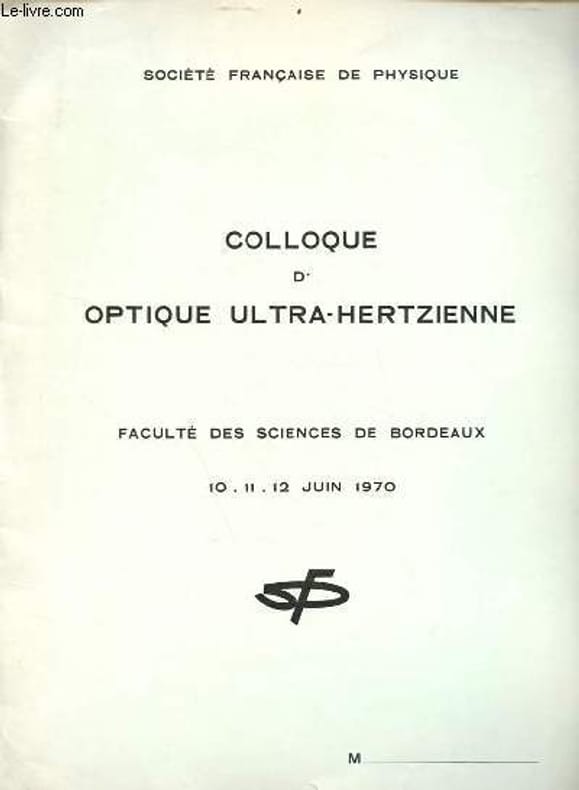 Le-livre.com
SOCIÉTÉ FRANÇAISE DE PHYSIQUE
COLLOQUE
D'
OPTIQUE ULTRA-HERTZIENNE
FACULTÉ DES SCIENCES DE BORDEAUX
10 . 11 . 12 JUIN 1970
SFP
M